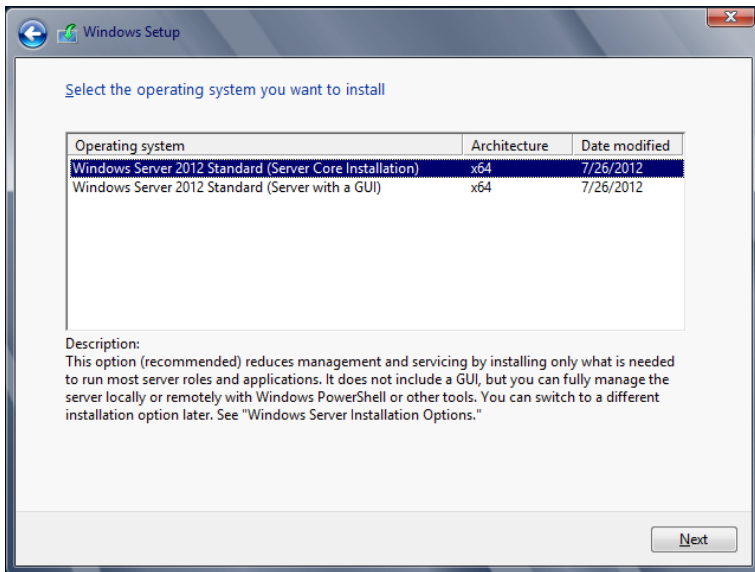 Windows Setup
Select the operating system you want to install
Operating system Architecture Date modified
Windows Server 2012 Standard (Server Core Installation) x64 7/26/2012
Windows Server 2012 Standard (Server with a GUI) x64 7/26/2012
Description:
This option (recommended) reduces management and servicing by installing only what is needed
to run most server roles and applications. It does not include a GUI, but you can fully manage the
server locally or remotely with Windows PowerShell or other tools. You can switch to a different
installation option later. See "Windows Server Installation Options."
Next